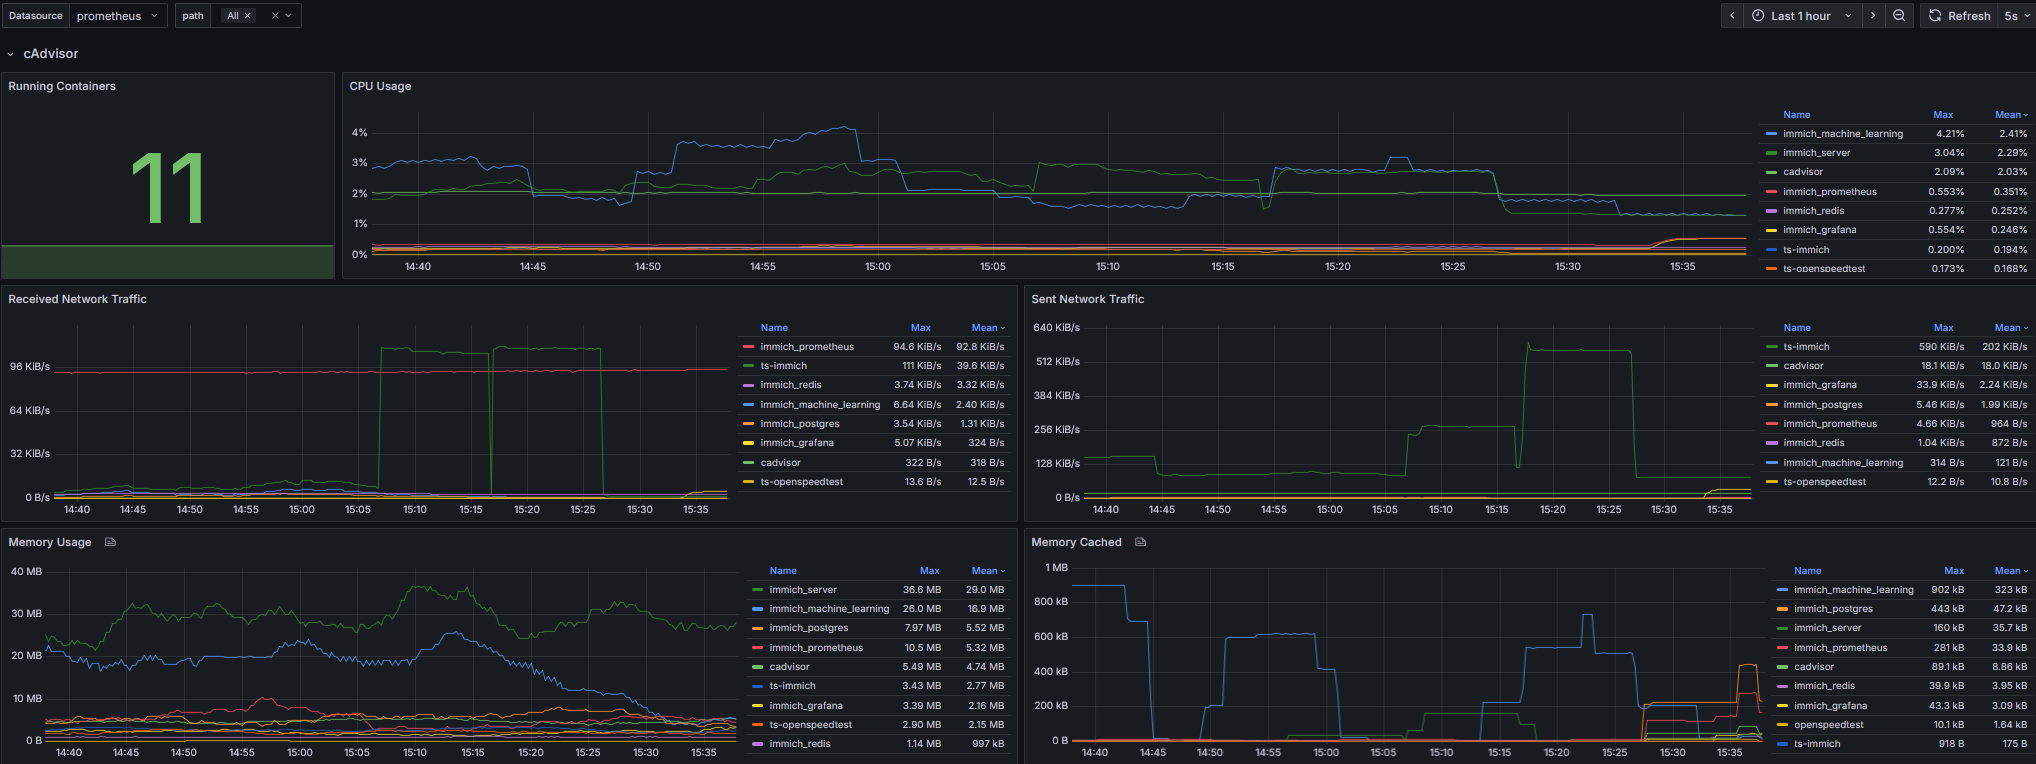 Datasource prometheus path All Last 1 hour Refresh 5s
cAdvisor
Running Containers
11
CPU Usage
4%
3%
2%
1%
0%
14:40 14:45 14:50 14:55 15:00 15:05 15:10 15:15 15:20 15:25 15:30 15:35
Name Max Mean
immich_machine_learning 4.21% 2.41%
immich_server 3.04% 2.29%
cadvisor 2.09% 2.03%
immich_prometheus 0.553% 0.351%
immich_redis 0.277% 0.252%
immich_grafana 0.554% 0.246%
ts-immich 0.200% 0.194%
ts-openspeedtest 0.173% 0.168%
Received Network Traffic
96 KiB/s
64 KiB/s
32 KiB/s
0 B/s
14:40 14:45 14:50 14:55 15:00 15:05 15:10 15:15 15:20 15:25 15:30 15:35
Name Max Mean
immich_prometheus 94.6 KiB/s 92.8 KiB/s
ts-immich 111 KiB/s 39.6 KiB/s
immich_redis 3.74 KiB/s 3.32 KiB/s
immich_machine_learning 6.64 KiB/s 2.40 KiB/s
immich_postgres 3.54 KiB/s 1.31 KiB/s
immich_grafana 5.07 KiB/s 324 B/s
cadvisor 322 B/s 318 B/s
ts-openspeedtest 13.6 B/s 12.5 B/s
Sent Network Traffic
640 KiB/s
512 KiB/s
384 KiB/s
256 KiB/s
128 KiB/s
0 B/s
14:40 14:45 14:50 14:55 15:00 15:05 15:10 15:15 15:20 15:25 15:30 15:35
Name Max Mean
ts-immich 590 KiB/s 202 KiB/s
cadvisor 18.1 KiB/s 18.0 KiB/s
immich_grafana 33.9 KiB/s 2.24 KiB/s
immich_postgres 5.46 KiB/s 1.99 KiB/s
immich_prometheus 4.66 KiB/s 964 B/s
immich_redis 1.04 KiB/s 872 B/s
immich_machine_learning 314 B/s 121 B/s
ts-openspeedtest 12.2 B/s 10.8 B/s
Memory Usage
40 MB
30 MB
20 MB
10 MB
0 B
14:40 14:45 14:50 14:55 15:00 15:05 15:10 15:15 15:20 15:25 15:30 15:35
Name Max Mean
immich_server 36.6 MB 29.0 MB
immich_machine_learning 26.0 MB 16.9 MB
immich_postgres 7.97 MB 5.52 MB
immich_prometheus 10.5 MB 5.32 MB
cadvisor 5.49 MB 4.74 MB
ts-immich 3.43 MB 2.77 MB
immich_grafana 3.39 MB 2.16 MB
ts-openspeedtest 2.90 MB 2.15 MB
immich_redis 1.14 MB 997 kB
Memory Cached
1 MB
800 kB
600 kB
400 kB
200 kB
0 B
14:40 14:45 14:50 14:55 15:00 15:05 15:10 15:15 15:20 15:25 15:30 15:35
Name Max Mean
immich_machine_learning 902 kB 323 kB
immich_postgres 443 kB 47.2 kB
immich_server 160 kB 35.7 kB
immich_prometheus 281 kB 33.9 kB
cadvisor 89.1 kB 8.86 kB
immich_redis 39.9 kB 3.95 kB
immich_grafana 43.3 kB 3.09 kB
openspeedtest 10.1 kB 1.64 kB
ts-immich 918 B 175 B